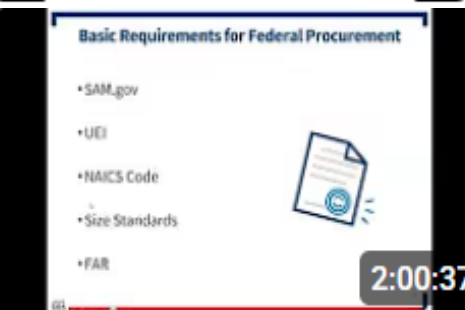 Basic Requirements for Federal Procurement
•SAM.gov
•UEI
•NAICS Code
•Size Standards
•FAR
2:00:37